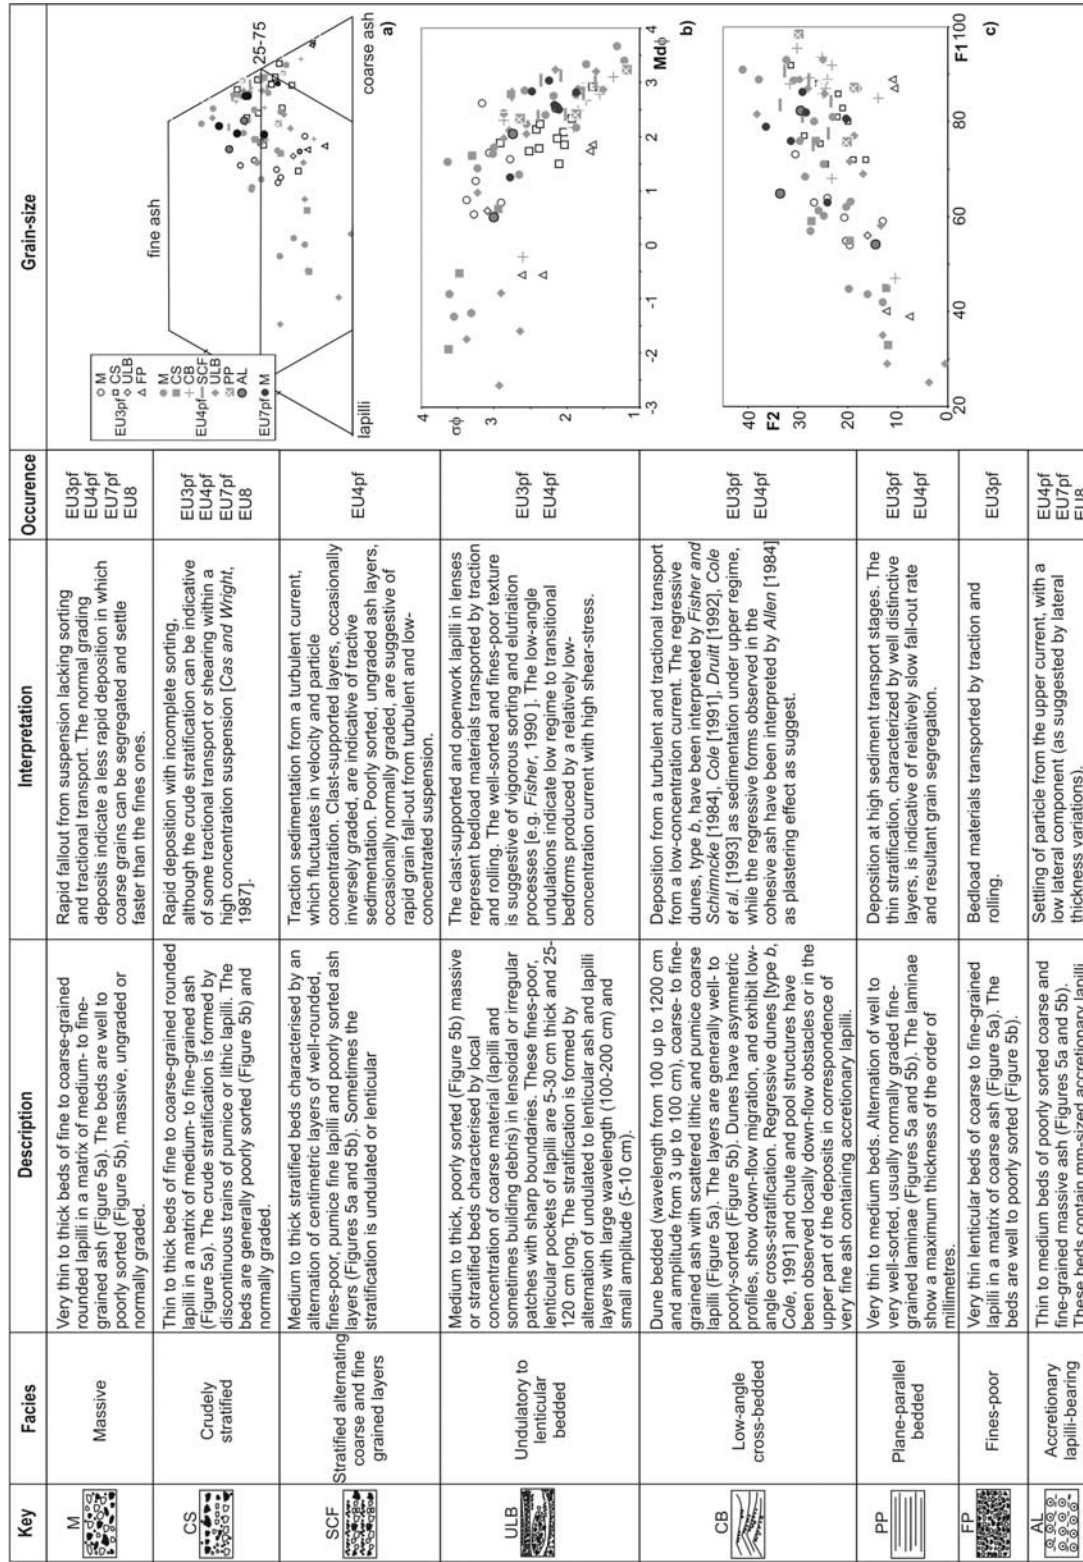 Key
Facies
Description
Interpretation
Occurence
Grain-size
M
Massive
Very thin to thick beds of fine to coarse-grained
rounded lapilli in a matrix of medium- to fine-
grained ash (Figure 5a). The beds are well to
poorly sorted (Figure 5b), massive, ungraded or
normally graded.
Rapid fallout from suspension lacking sorting
and tractional transport. The normal grading
deposits indicate a less rapid deposition in which
coarse grains can be segregated and settle
faster than the fines ones.
EU3pf
EU4pf
EU7pf
EU8
CS
Crudely
stratified
Thin to thick beds of fine to coarse-grained rounded
lapilli in a matrix of medium- to fine-grained ash
(Figure 5a). The crude stratification is formed by
discontinuous trains of pumice or lithic lapilli. The
beds are generally poorly sorted (Figure 5b) and
normally graded.
Rapid deposition with incomplete sorting,
although the crude stratification can be indicative
of some tractional transport or shearing within a
high concentration suspension [Cas and Wright,
1987].
EU3pf
EU4pf
EU7pf
EU8
SCF
Stratified alternating
coarse and fine
grained layers
Medium to thick stratified beds characterised by an
alternation of centimetric layers of well-rounded,
fines-poor, pumice fine lapilli and poorly sorted ash
layers (Figures 5a and 5b). Sometimes the
stratification is undulated or lenticular
Traction sedimentation from a turbulent current,
which fluctuates in velocity and particle
concentration. Clast-supported layers, occasionally
inversely graded, are indicative of tractive
sedimentation. Poorly sorted, ungraded ash layers,
occasionally normally graded, are suggestive of
rapid grain fall-out from turbulent and low-
concentrated suspension.
EU4pf
ULB
Undulatory to
lenticular
bedded
Medium to thick, poorly sorted (Figure 5b) massive
or stratified beds characterised by local
concentration of coarse material (lapilli and
sometimes building debris) in lensoidal or irregular
patches with sharp boundaries. These fines-poor,
lenticular pockets of lapilli are 5-30 cm thick and 25-
120 cm long. The stratification is formed by
alternation of undulated to lenticular ash and lapilli
layers with large wavelength (100-200 cm) and
small amplitude (5-10 cm).
The clast-supported and openwork lapilli in lenses
represent bedload materials transported by traction
and rolling. The well-sorted and fines-poor texture
is suggestive of vigorous sorting and elutriation
processes [e.g. Fisher, 1990 ]. The low-angle
undulations indicate low regime to transitional
bedforms produced by a relatively low-
concentration current with high shear-stress.
EU3pf
EU4pf
CB
Low-angle
cross-bedded
Dune bedded (wavelength from 100 up to 1200 cm
and amplitude from 3 up to 100 cm), coarse- to fine-
grained ash with scattered lithic and pumice coarse
lapilli (Figure 5a). The layers are generally well- to
poorly-sorted (Figure 5b). Dunes have asymmetric
profiles, show down-flow migration, and exhibit low-
angle cross-stratification. Regressive dunes [type b,
Cole, 1991] and chute and pool structures have
been observed locally down-flow obstacles or in the
upper part of the deposits in correspondence of
very fine ash containing accretionary lapilli.
Deposition from a turbulent and tractional transport
from a low-concentration current. The regressive
dunes, type b, have been interpreted by Fisher and
Schimncke [1984], Cole [1991], Druitt [1992], Cole
et al. [1993] as sedimentation under upper regime,
while the regressive forms observed in the
cohesive ash have been interpreted by Allen [1984]
as plastering effect as suggest.
EU3pf
EU4pf
PP
Plane-parallel
bedded
Very thin to medium beds. Alternation of well to
very well-sorted, usually normally graded fine-
grained laminae (Figures 5a and 5b). The laminae
show a maximum thickness of the order of
millimetres.
Deposition at high sediment transport stages. The
thin stratification, characterized by well distinctive
layers, is indicative of relatively slow fall-out rate
and resultant grain segregation.
EU3pf
EU4pf
FP
Fines-poor
Very thin lenticular beds of coarse to fine-grained
lapilli in a matrix of coarse ash (Figure 5a). The
beds are well to poorly sorted (Figure 5b).
Bedload materials transported by traction and
rolling.
EU3pf
AL
Accretionary
lapilli-bearing
Thin to medium beds of poorly sorted coarse and
fine-grained massive ash (Figures 5a and 5b).
These beds contain mm-sized accretionary lapilli
Settling of particle from the upper current, with a
low lateral component (as suggested by lateral
thickness variations).
EU4pf
EU7pf
EU8
fine ash
25-75
lapilli
coarse ash
a)
EU3pf
M
CS
ULB
FP
EU4pf
M
CS
CB
SCF
ULB
PP
AL
EU7pf
M
σϕ
4
3
2
1
-3 -2 -1 0 1 2 3 4
Mdϕ
b)
F2
40
30
20
10
0
20 40 60 80 100
F1
c)